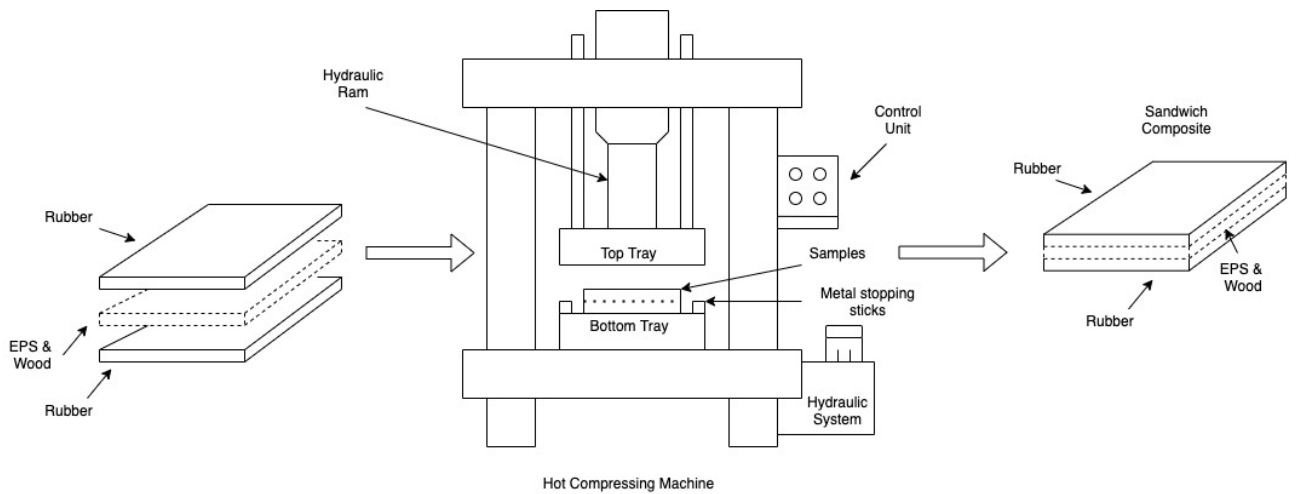 Rubber
EPS &
Wood
Rubber
Hydraulic
Ram
Top Tray
Bottom Tray
Control
Unit
Samples
Metal stopping
sticks
Hydraulic
System
Hot Compressing Machine
Sandwich
Composite
Rubber
EPS &
Wood
Rubber